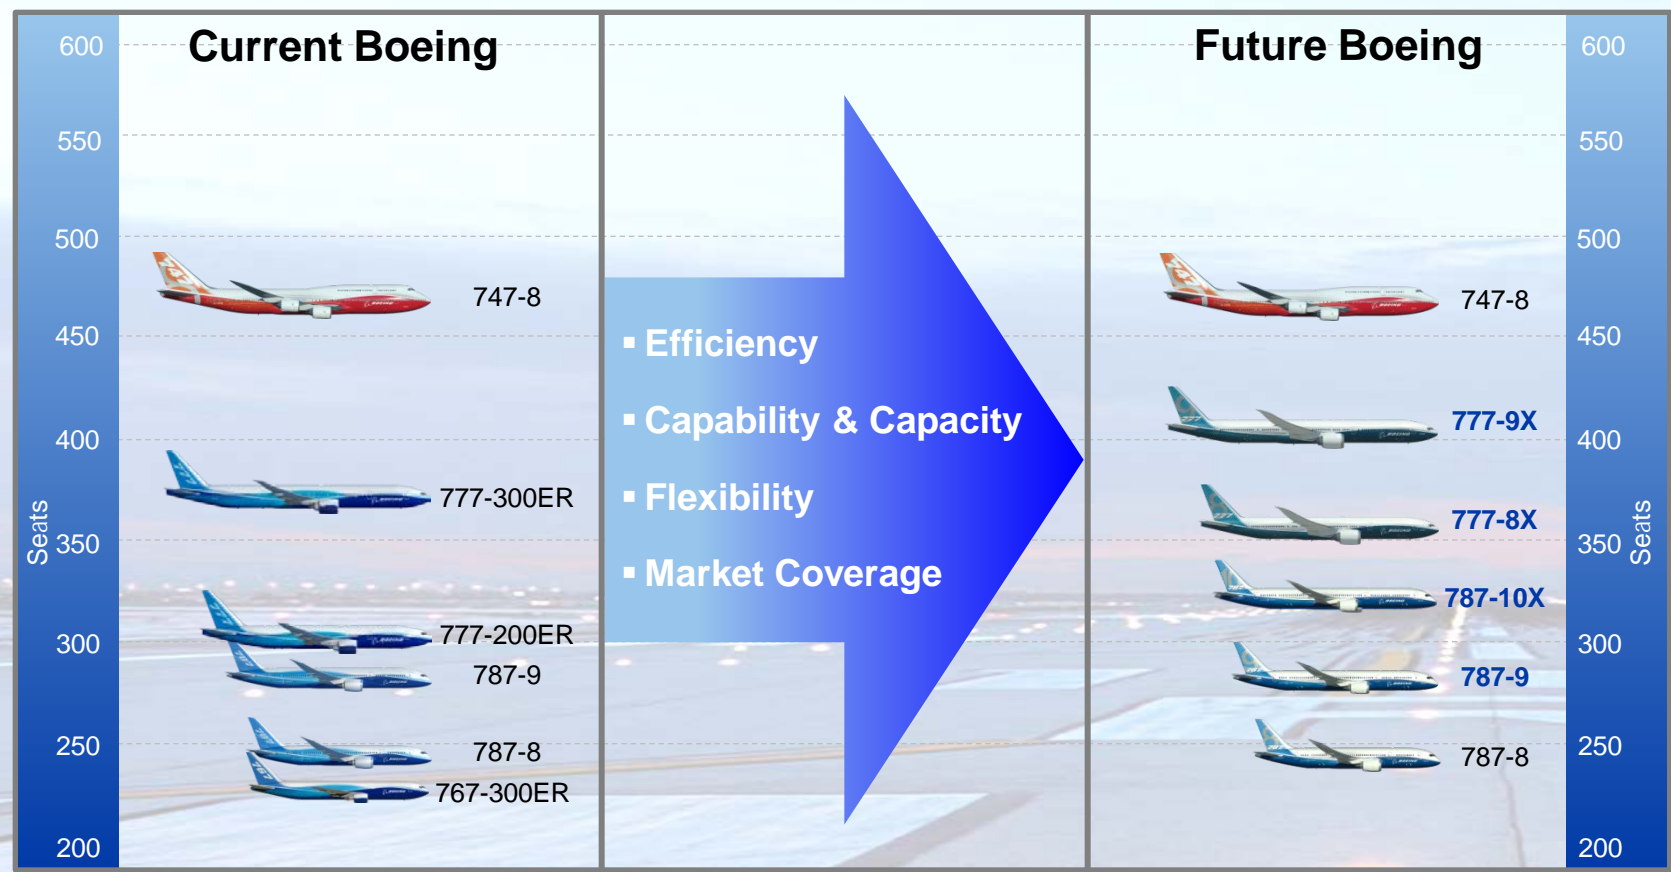 Current Boeing
Future Boeing
600
550
500
450
400
350
300
250
200
Seats
747-8
777-300ER
777-200ER
787-9
787-8
767-300ER
▪ Efficiency
▪ Capability & Capacity
▪ Flexibility
▪ Market Coverage
747-8
777-9X
777-8X
787-10X
787-9
787-8
600
550
500
450
400
350
300
250
200
Seats